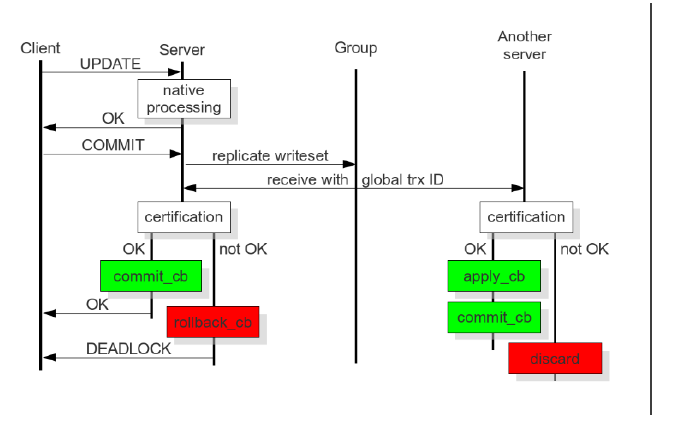 Client
Server
Group
Another
server
UPDATE
native
processing
OK
COMMIT
replicate writeset
receive with global trx ID
certification
certification
OK
not OK
OK
not OK
commit_cb
apply_cb
OK
rollback_cb
commit_cb
DEADLOCK
discard